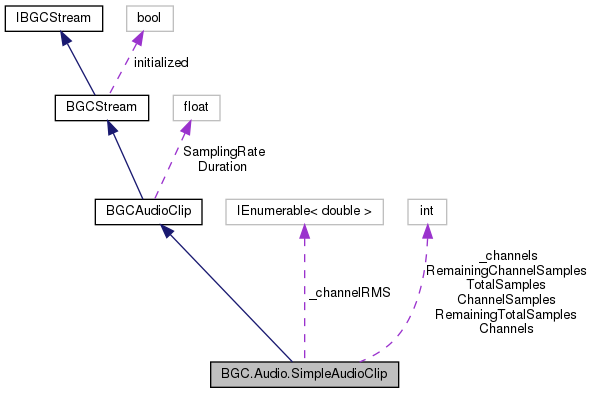 IBGCStream
bool
initialized
BGCStream
float
SamplingRate
Duration
BGCAudioClip
IEnumerable< double >
int
_channels
RemainingChannelSamples
TotalSamples
ChannelSamples
RemainingTotalSamples
Channels
_channelRMS
BGC.Audio.SimpleAudioClip